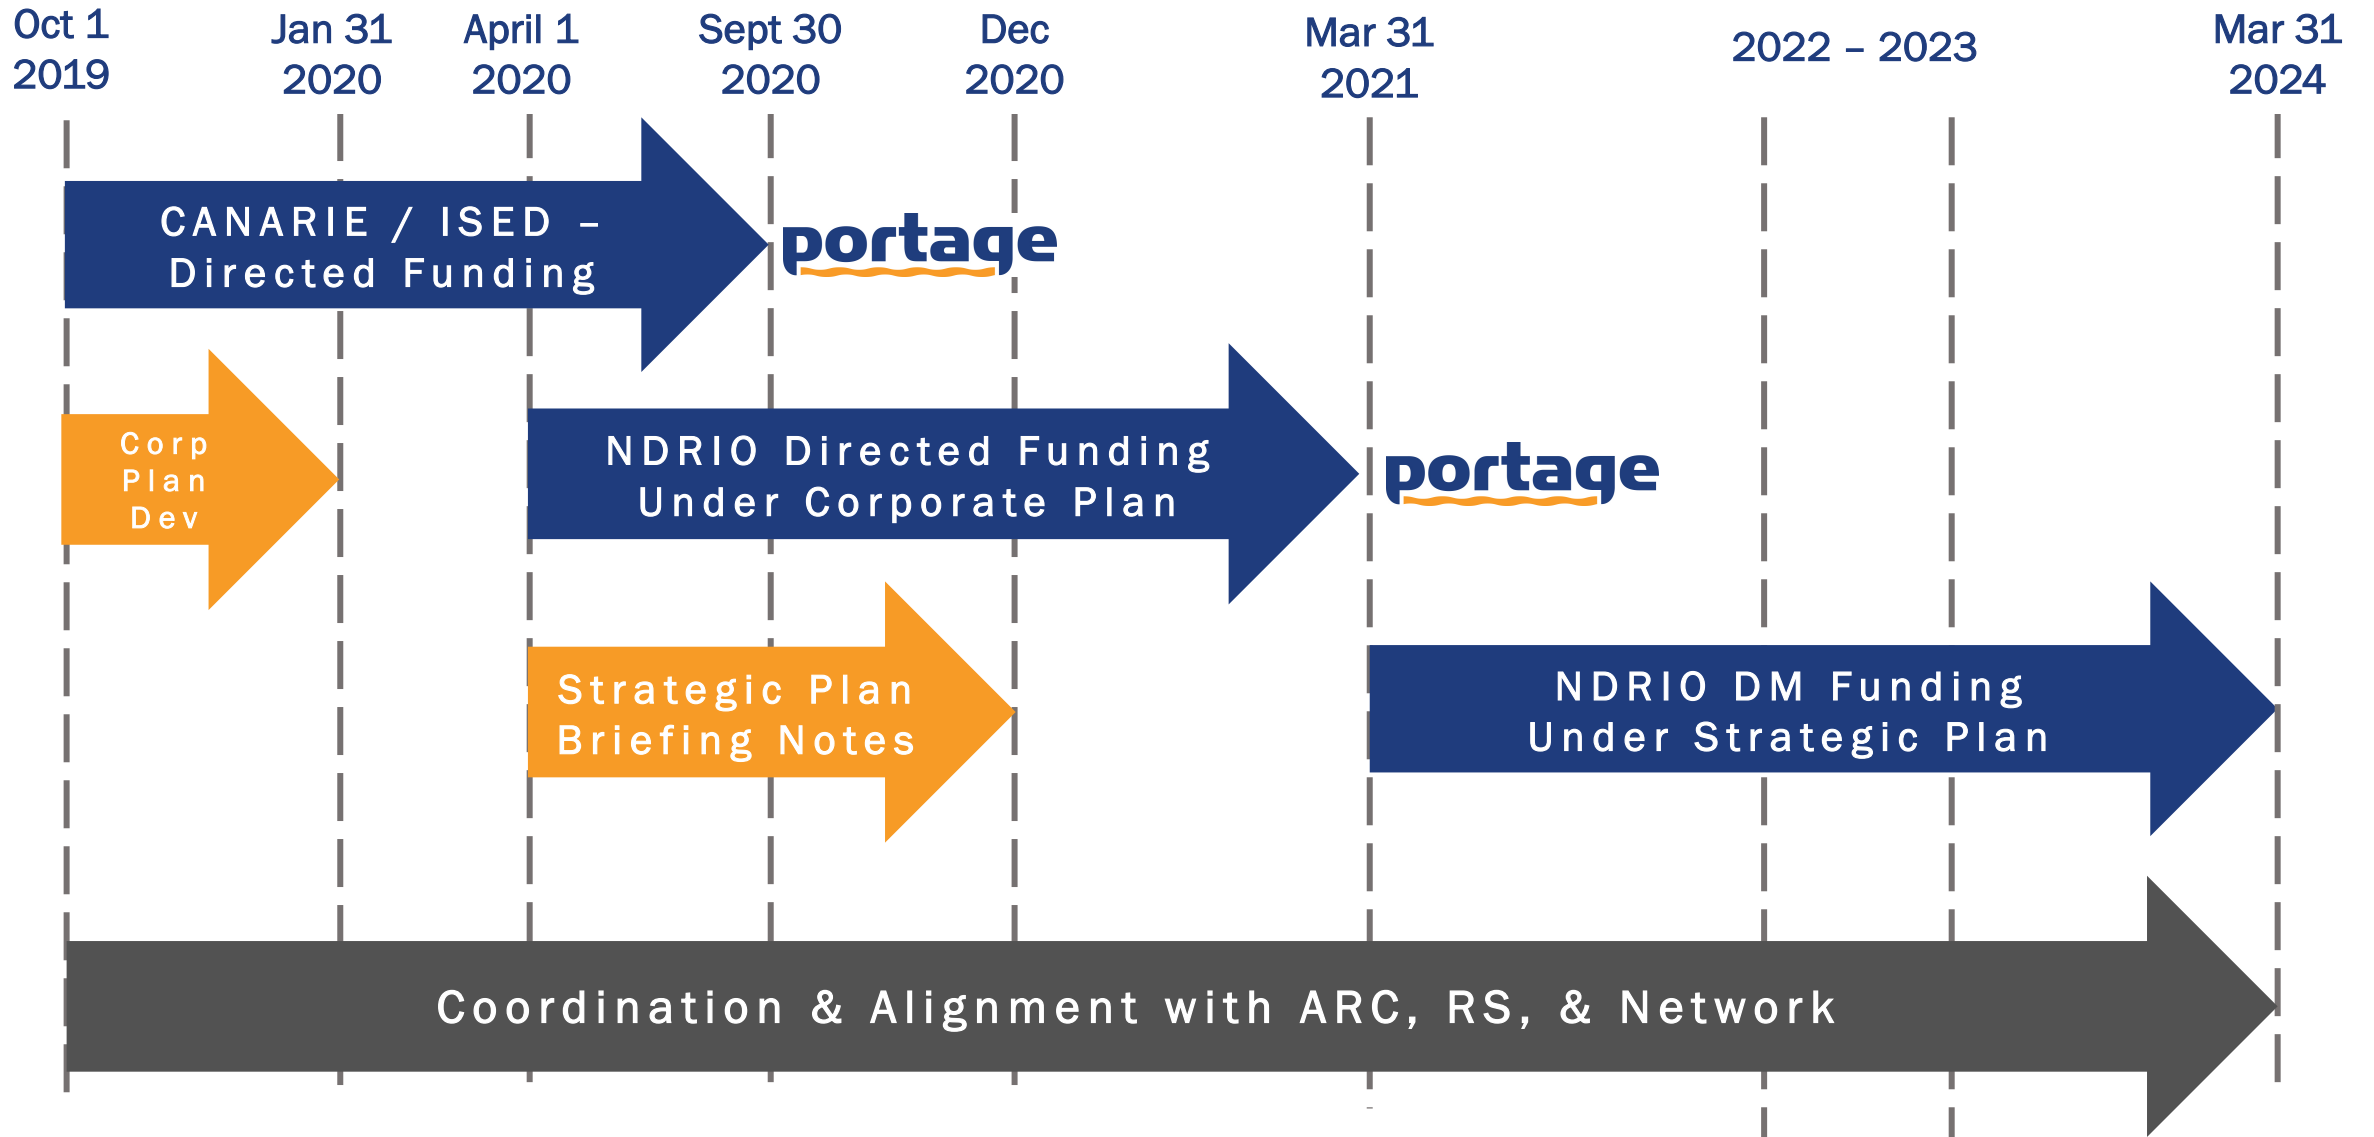 Oct 1
2019
Jan 31
2020
April 1
2020
Sept 30
2020
Dec
2020
Mar 31
2021
2022 – 2023
Mar 31
2024
CANARIE / ISED –
Directed Funding
portage
Corp
Plan
Dev
NDRIO Directed Funding
Under Corporate Plan
portage
Strategic Plan
Briefing Notes
NDRIO DM Funding
Under Strategic Plan
Coordination & Alignment with ARC, RS, & Network